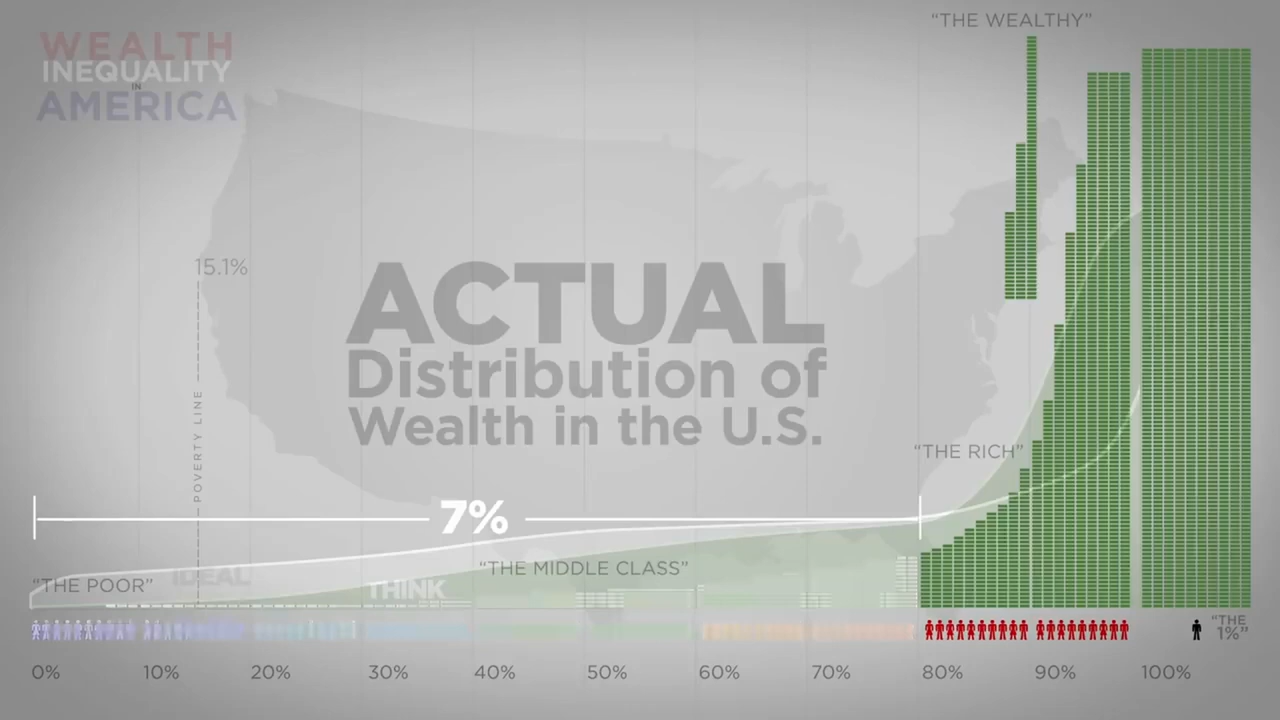 WEALTH
INEQUALITY
IN
AMERICA
"THE WEALTHY"
15.1%
POVERTY LINE
ACTUAL
Distribution of
Wealth in the U.S.
"THE RICH"
7%
"THE MIDDLE CLASS"
"THE POOR"
IDEAL
THINK
"THE
1%"
0% 10% 20% 30% 40% 50% 60% 70% 80% 90% 100%